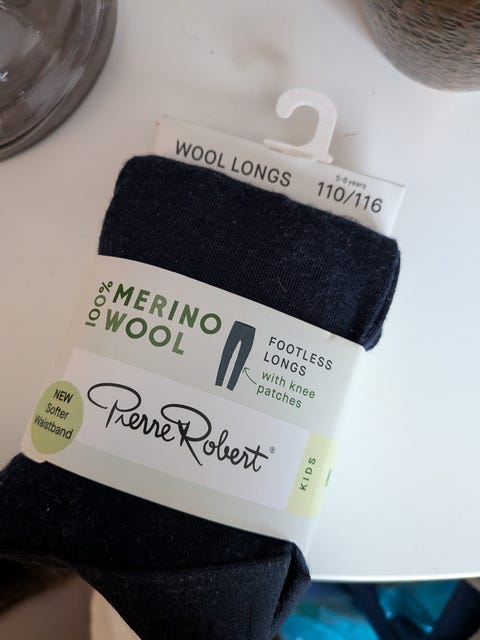 WOOL LONGS
5-6 years
110/116
100%
MERINO
WOOL
FOOTLESS
LONGS
with knee
patches
NEW
Softer
Waistband
Pierre Robert®
KIDS